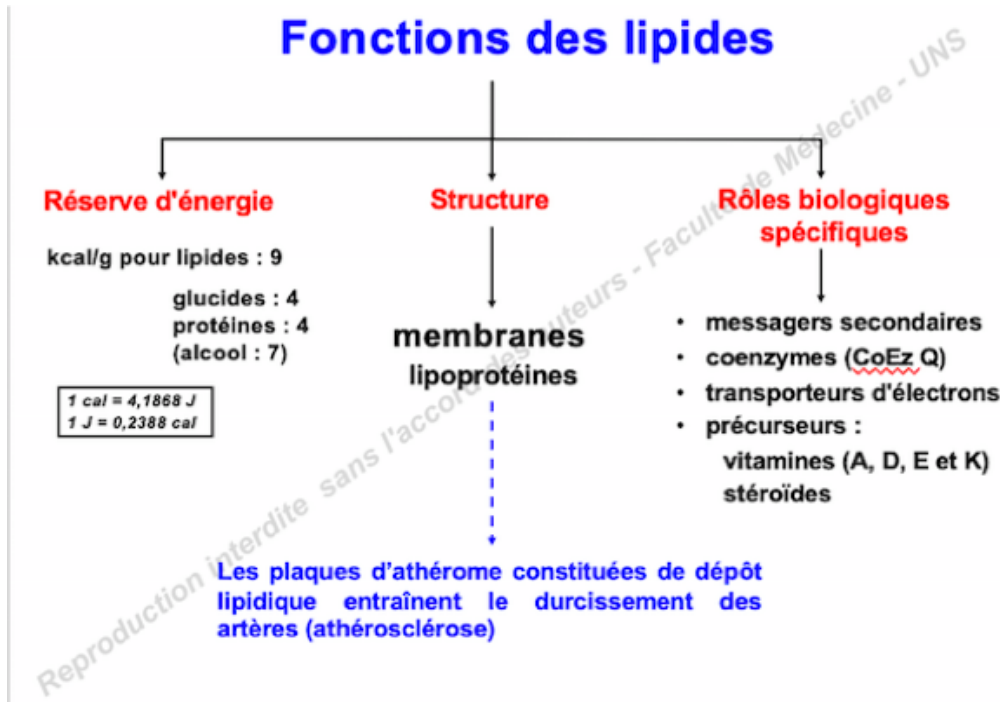 Fonctions des lipides
Réserve d'énergie
kcal/g pour lipides : 9
glucides : 4
protéines : 4
(alcool : 7)
1 cal = 4,1868 J
1 J = 0,2388 cal
Structure
membranes
lipoprotéines
Les plaques d'athérome constituées de dépôt
lipidique entraînent le durcissement des
artères (athérosclérose)
Rôles biologiques
spécifiques
• messagers secondaires
• coenzymes (CoEz Q)
• transporteurs d'électrons
• précurseurs :
vitamines (A, D, E et K)
stéroïdes
Reproduction interdite sans l'accord des auteurs - Faculté de Médecine - UNS